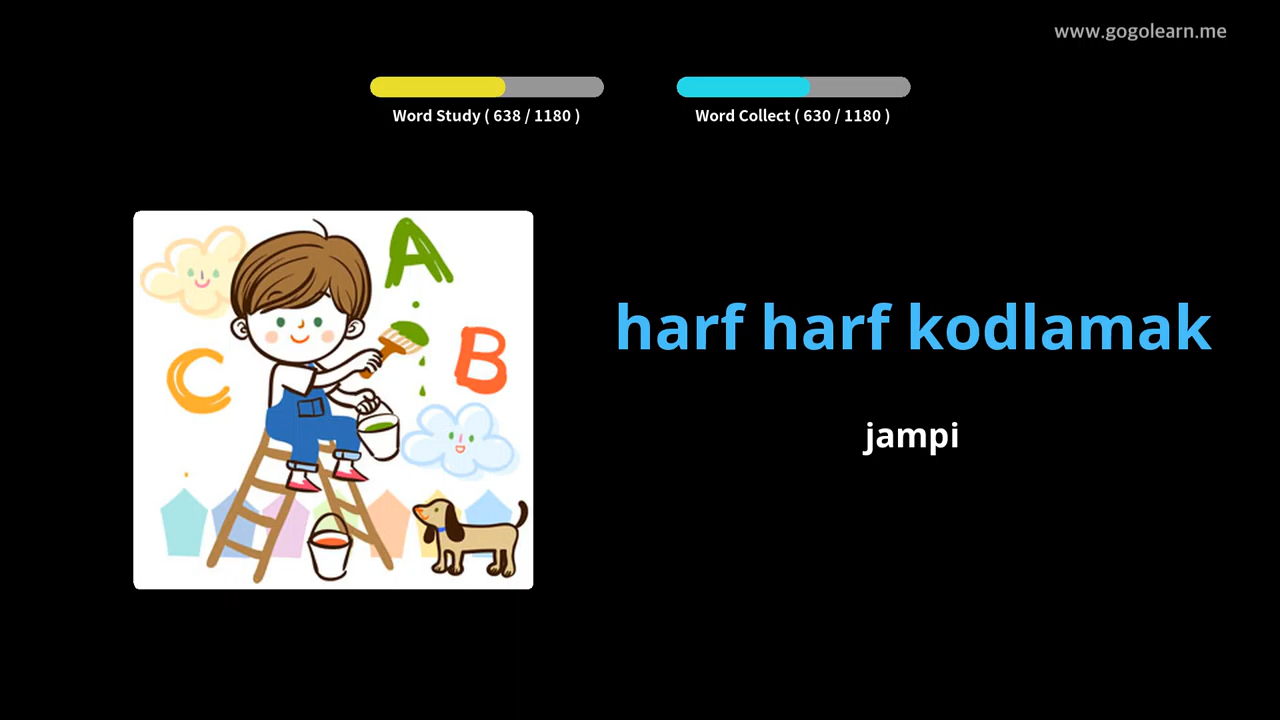 www.gogolearn.me
Word Study ( 638 / 1180 )
Word Collect ( 630 / 1180 )
A
B
C
harf harf kodlamak
jampi